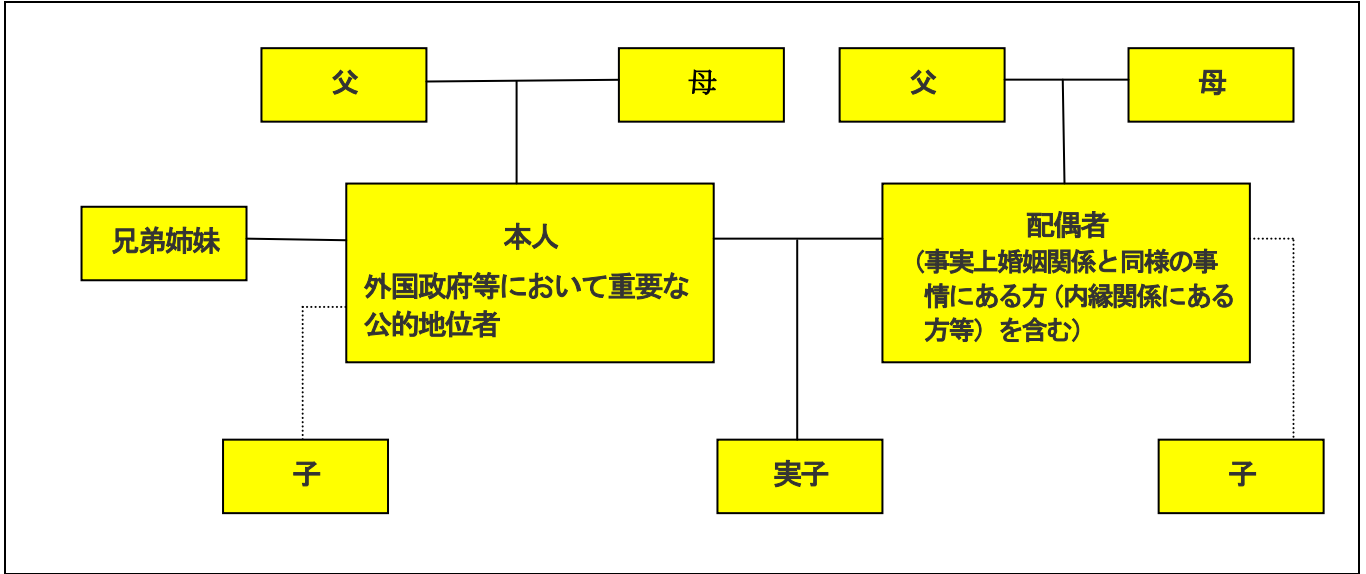 父
母
父
母
兄弟姉妹
本人
外国政府等において重要な
公的地位者
配偶者
（事実上婚姻関係と同様の事
情にある方（内縁関係にある
方等）を含む）
子
実子
子